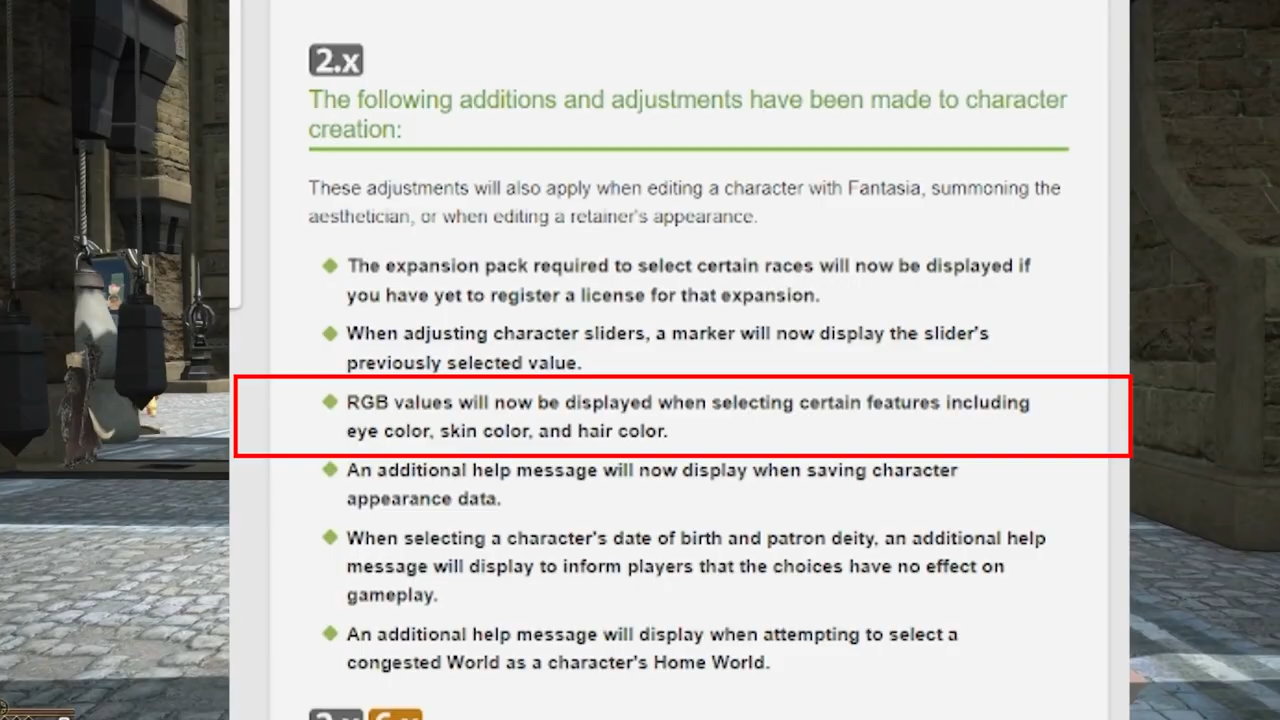 2.x
The following additions and adjustments have been made to character
creation:
These adjustments will also apply when editing a character with Fantasia, summoning the
aesthetician, or when editing a retainer's appearance.
The expansion pack required to select certain races will now be displayed if
you have yet to register a license for that expansion.
When adjusting character sliders, a marker will now display the slider's
previously selected value.
RGB values will now be displayed when selecting certain features including
eye color, skin color, and hair color.
An additional help message will now display when saving character
appearance data.
When selecting a character's date of birth and patron deity, an additional help
message will display to inform players that the choices have no effect on
gameplay.
An additional help message will display when attempting to select a
congested World as a character's Home World.